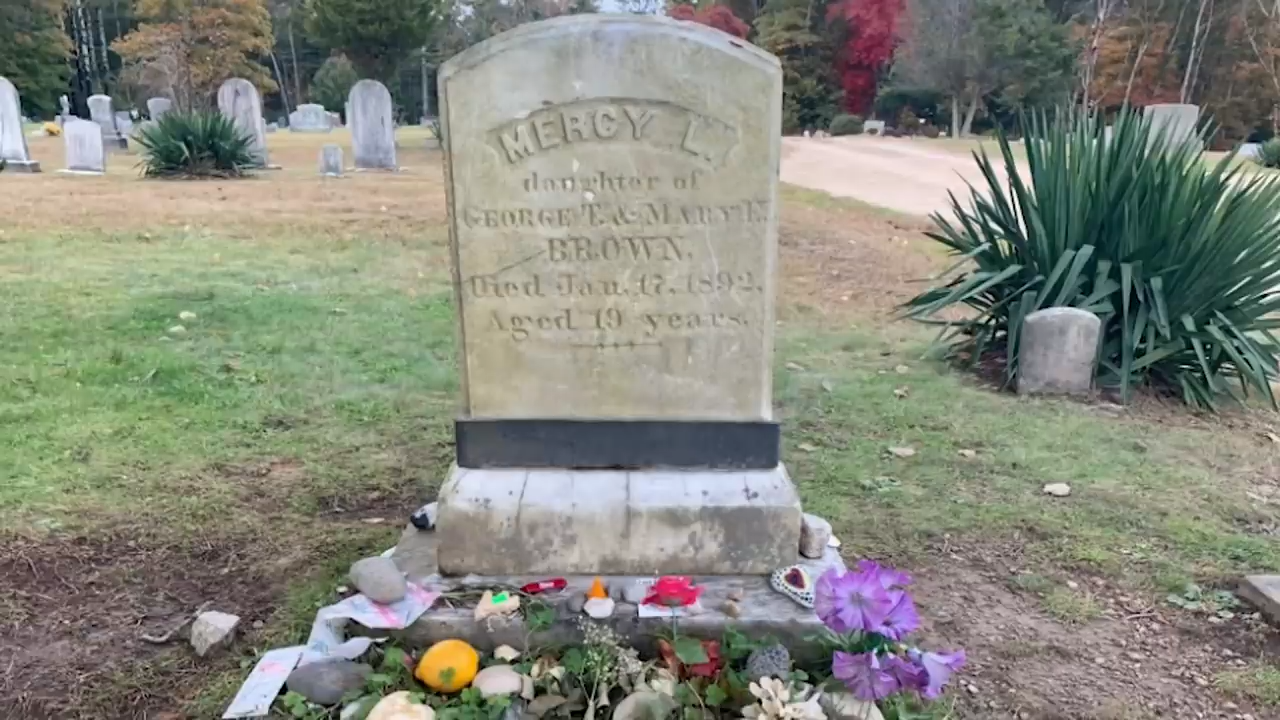 MERCY L.
daughter of
GEORGE T. & MARY E.
BROWN.
Died Jan. 17, 1892,
Aged 19 years.